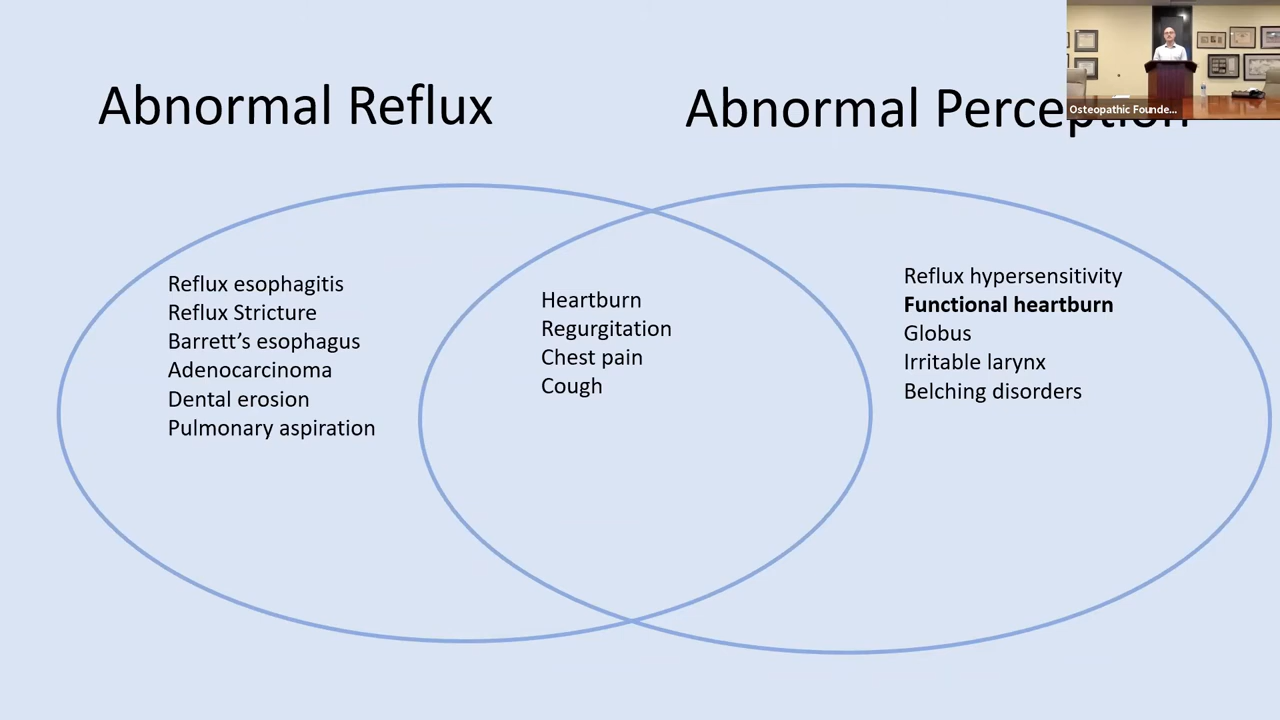 Abnormal Reflux
Abnormal Perception
Osteopathic Founde...
Reflux esophagitis
Reflux Stricture
Barrett’s esophagus
Adenocarcinoma
Dental erosion
Pulmonary aspiration
Heartburn
Regurgitation
Chest pain
Cough
Reflux hypersensitivity
Functional heartburn
Globus
Irritable larynx
Belching disorders